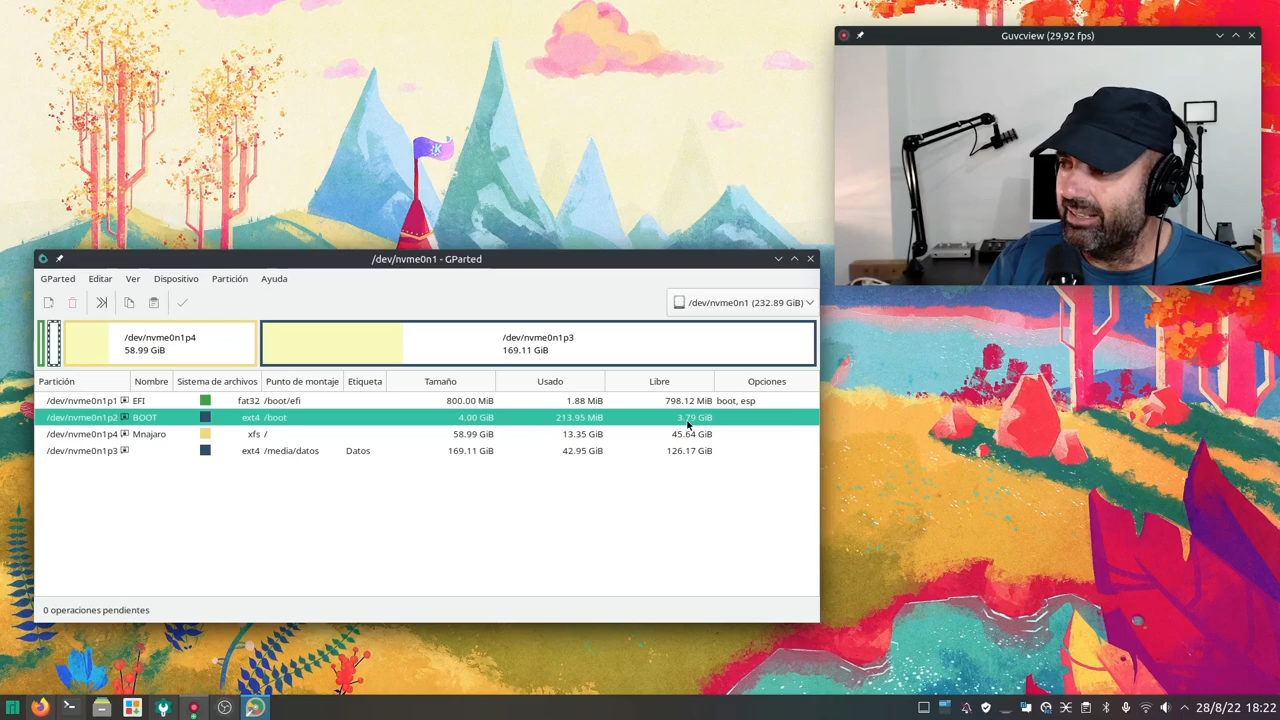 Guvcview (29,92 fps)
/dev/nvme0n1 - GParted
GParted Editar Ver Dispositivo Partición Ayuda
/dev/nvme0n1 (232.89 GiB)
/dev/nvme0n1p4
58.99 GiB
/dev/nvme0n1p3
169.11 GiB
Partición Nombre Sistema de archivos Punto de montaje Etiqueta Tamaño Usado Libre Opciones
/dev/nvme0n1p1 EFI fat32 /boot/efi 800.00 MiB 1.88 MiB 798.12 MiB boot, esp
/dev/nvme0n1p2 BOOT ext4 /boot 4.00 GiB 213.95 MiB 3.79 GiB
/dev/nvme0n1p4 Mnajaro xfs / 58.99 GiB 13.35 GiB 45.64 GiB
/dev/nvme0n1p3 ext4 /media/datos Datos 169.11 GiB 42.95 GiB 126.17 GiB
0 operaciones pendientes
28/8/22 18:22